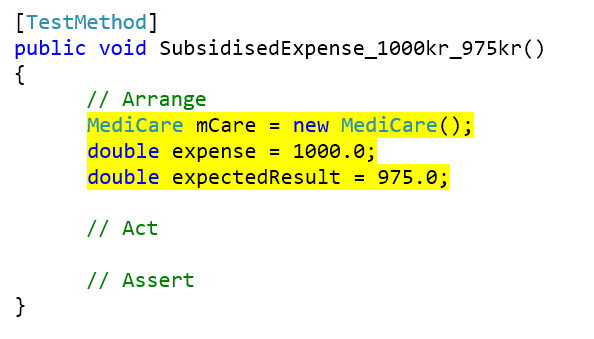 [TestMethod]
public void SubsidisedExpense_1000kr_975kr()
{
// Arrange
MediCare mCare = new MediCare();
double expense = 1000.0;
double expectedResult = 975.0;
// Act
// Assert
}